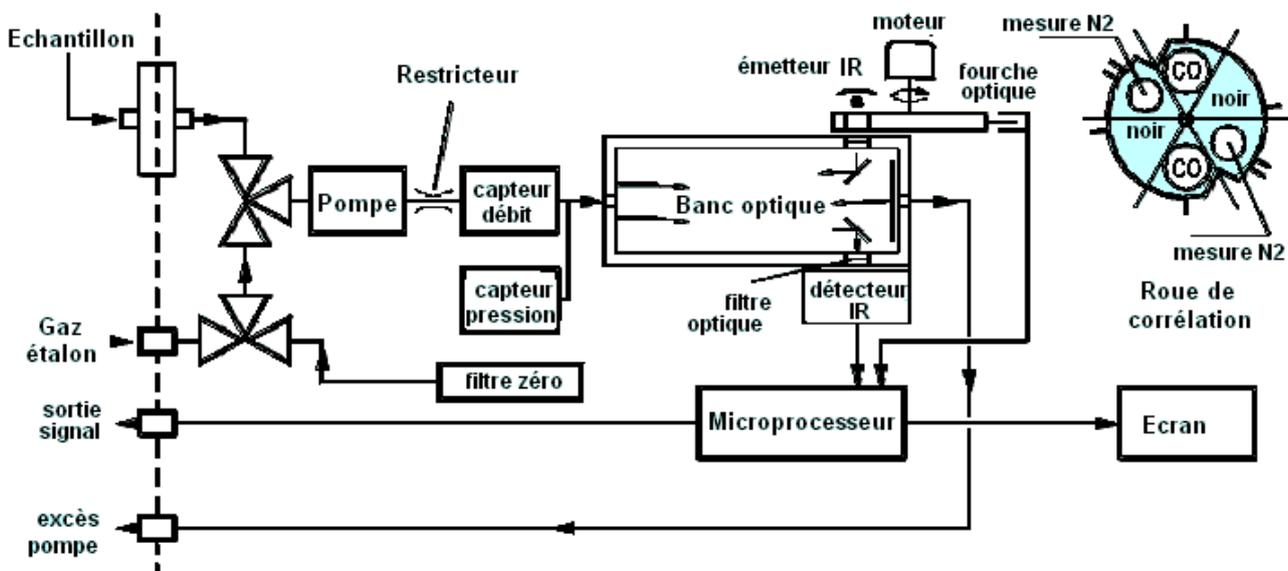 Echantillon
Restricteur
moteur
émetteur IR
fourche
optique
mesure N2
CO
noir
noir
CO
mesure N2
Roue de
corrélation
Pompe
capteur
débit
capteur
pression
Banc optique
filtre
optique
détecteur
IR
Gaz
étalon
filtre zéro
sortie
signal
Microprocesseur
Ecran
excès
pompe